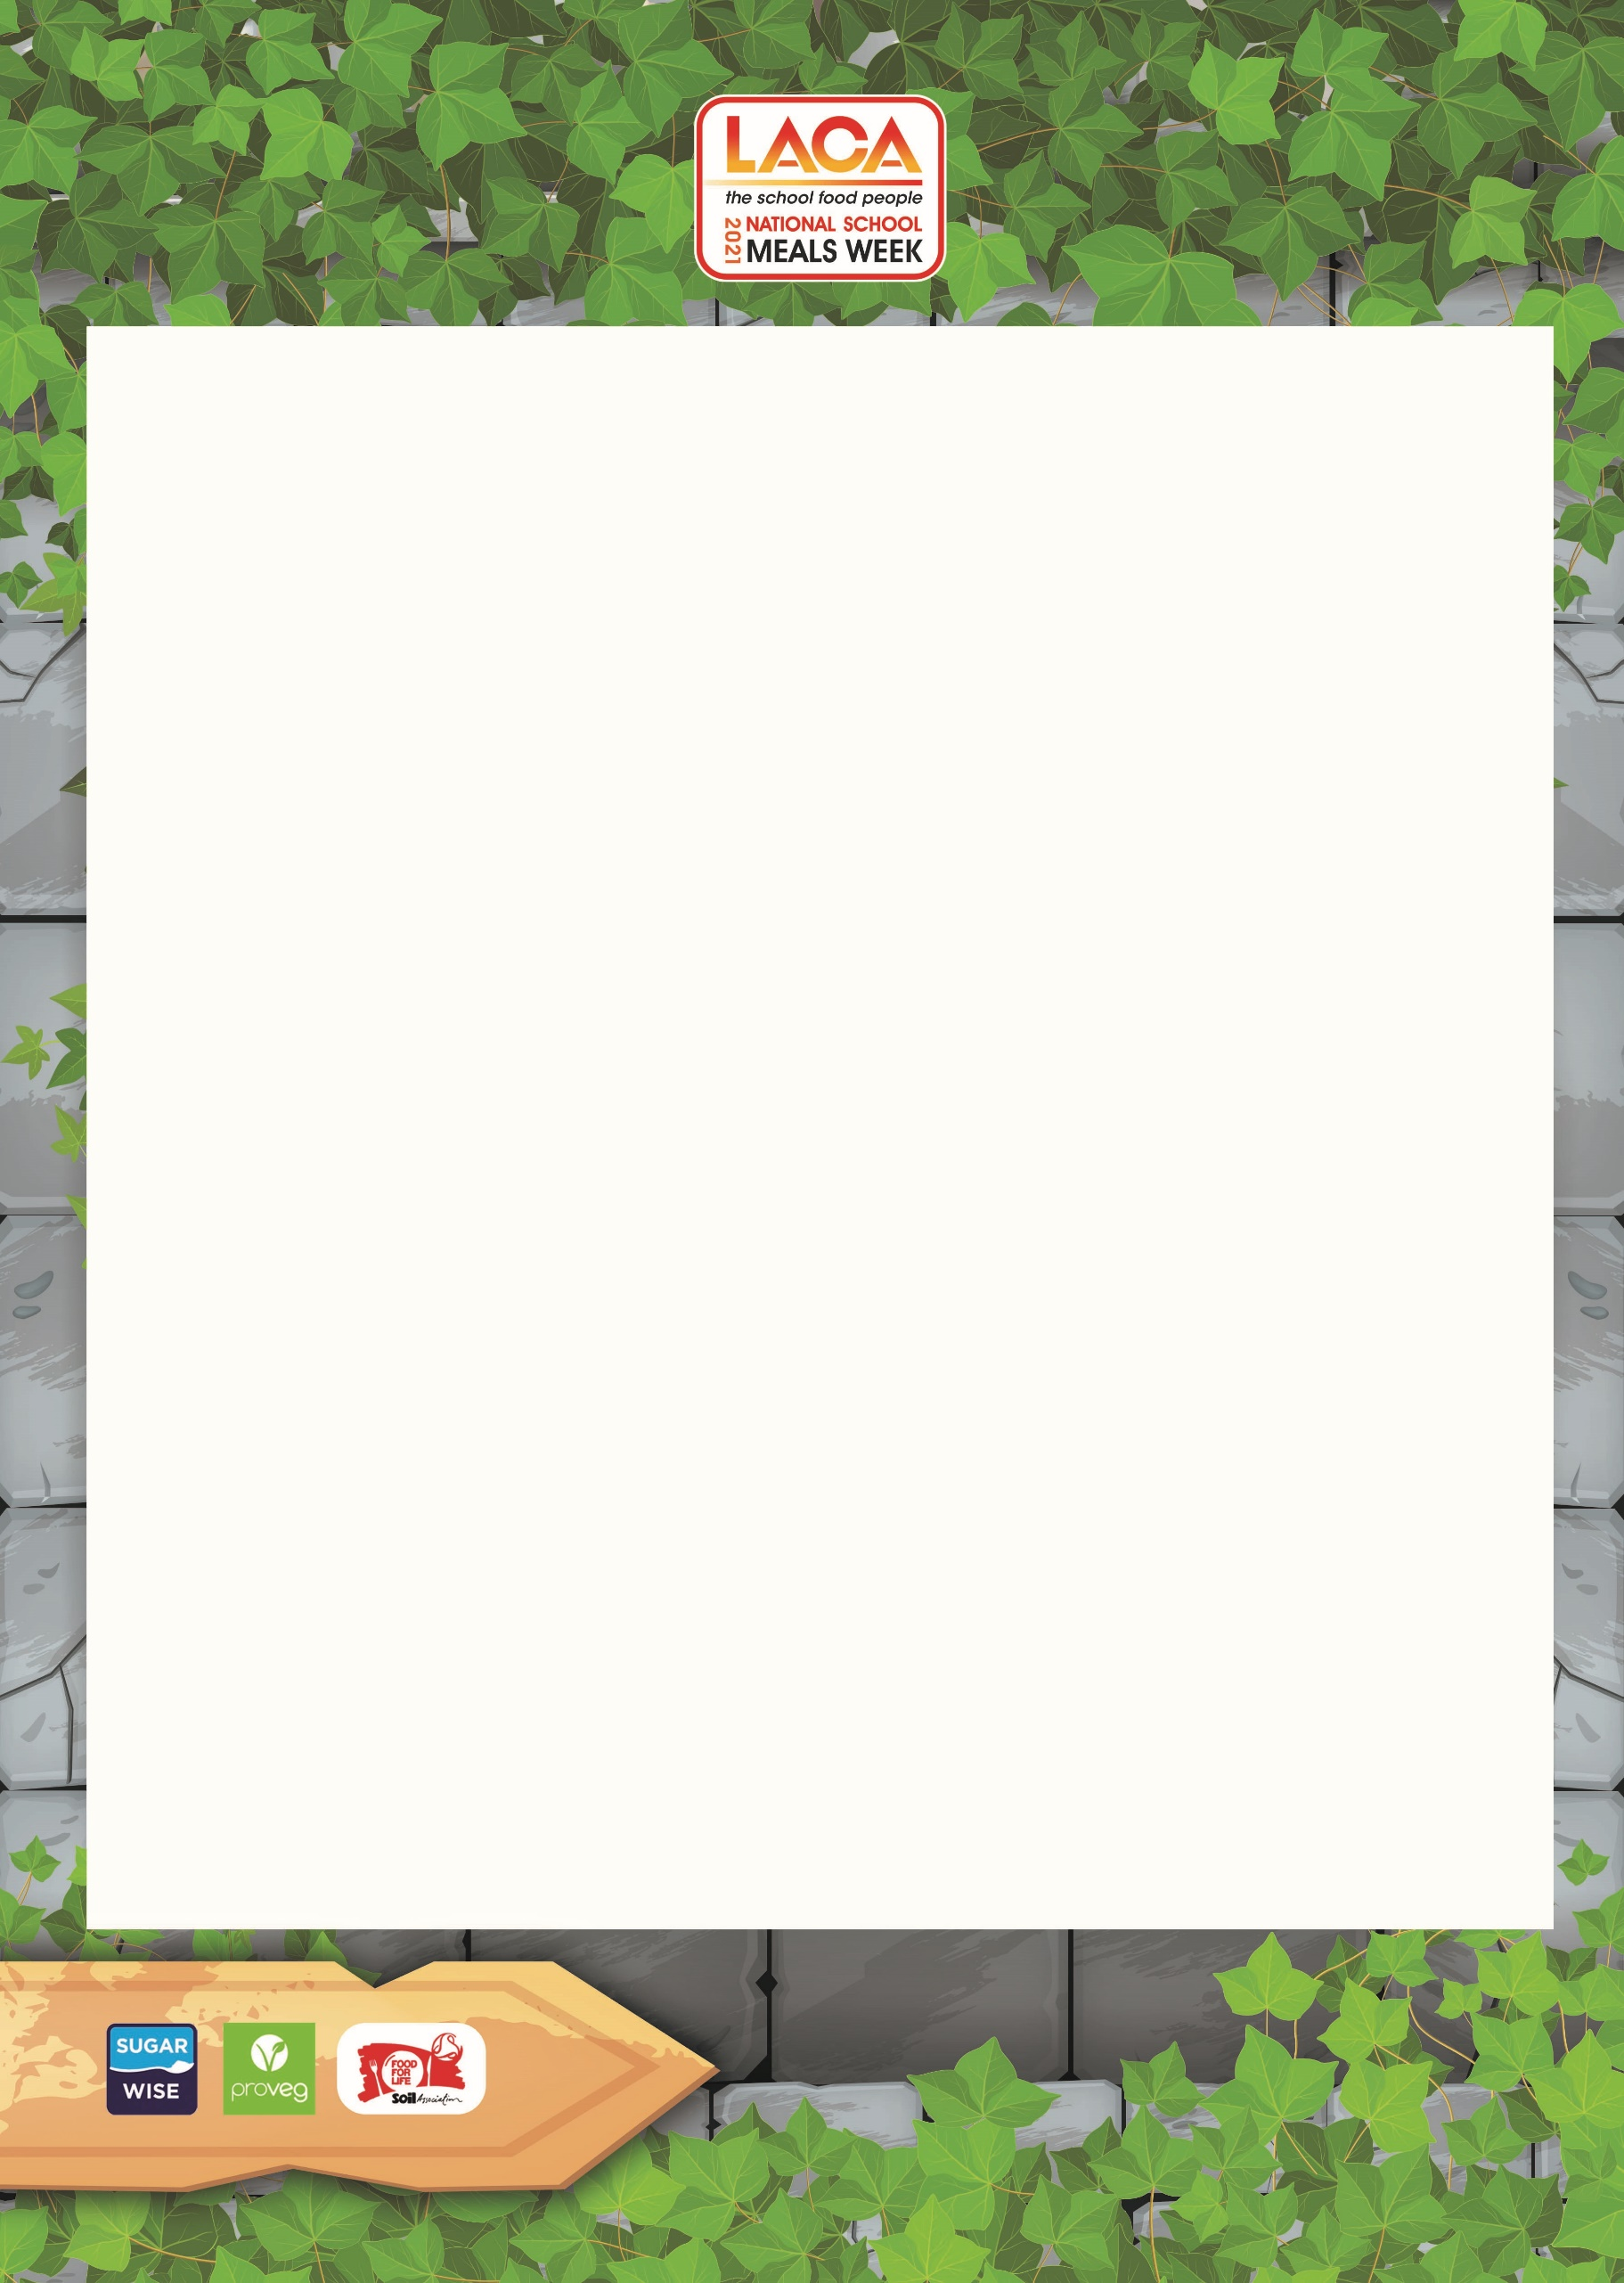 LACA
the school food people
2021
NATIONAL SCHOOL
MEALS WEEK
SUGAR
WISE
proveg
FOOD
FOR
LIFE
Soil Association